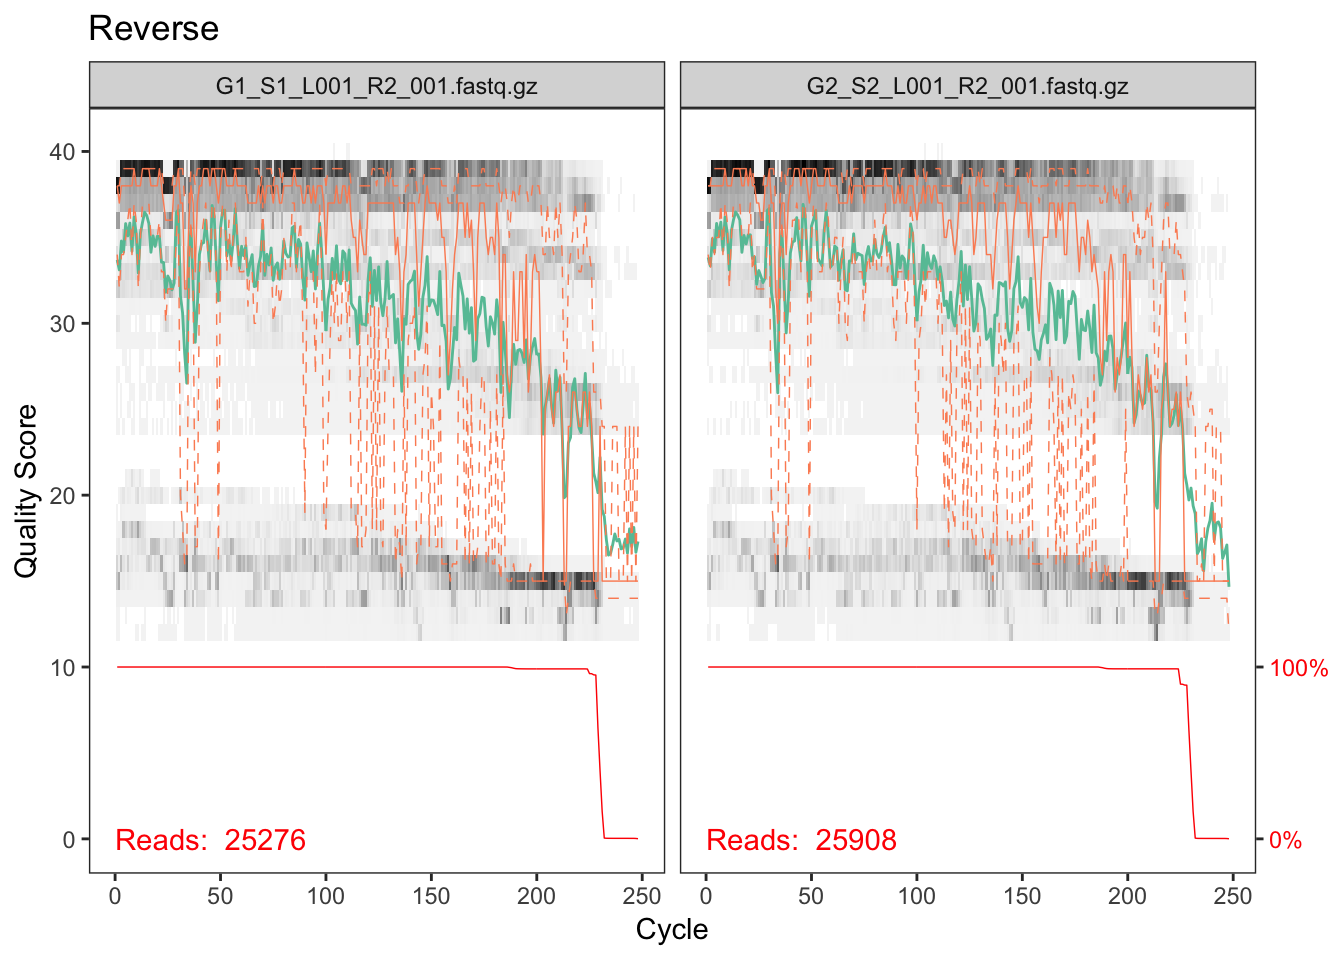 Reverse
G1_S1_L001_R2_001.fastq.gz
G2_S2_L001_R2_001.fastq.gz
Quality Score
40
30
20
10
0
100%
0%
Reads: 25276
Reads: 25908
0 50 100 150 200 250
0 50 100 150 200 250
Cycle